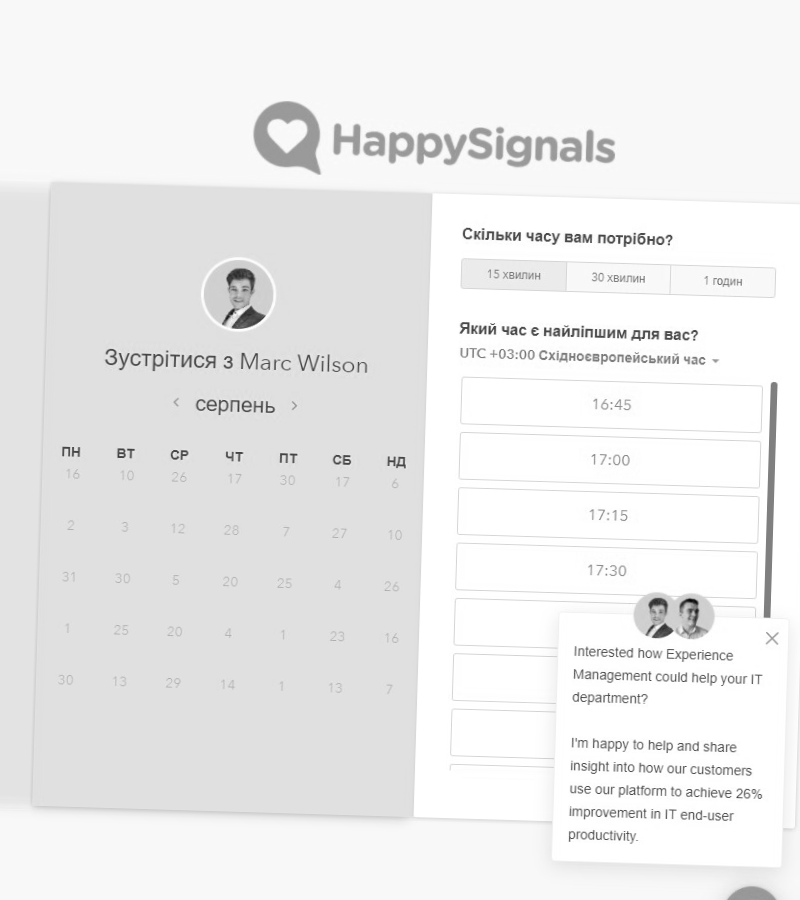 HappySignals
Зустрітися з Marc Wilson
серпень
ПН ВТ СР ЧТ ПТ СБ НД
16 10 26 17 30 17 6
2 3 12 28 7 27 10
31 30 5 20 25 4 26
1 25 20 4 1 23 16
30 13 29 14 1 13 7
Скільки часу вам потрібно?
15 хвилин 30 хвилин 1 годин
Який час є найліпшим для вас?
UTC +03:00 Східноєвропейський час
16:45
17:00
17:15
17:30
Interested how Experience
Management could help your IT
department?
I'm happy to help and share
insight into how our customers
use our platform to achieve 26%
improvement in IT end-user
productivity.